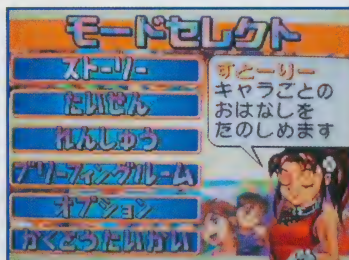 モードセレクト
ストーリー
たいせん
れんしゅう
ブリーフィングルーム
オプション
かくとうたいかい
すとーりー
キャラごとの
おはなしを
たのしめます